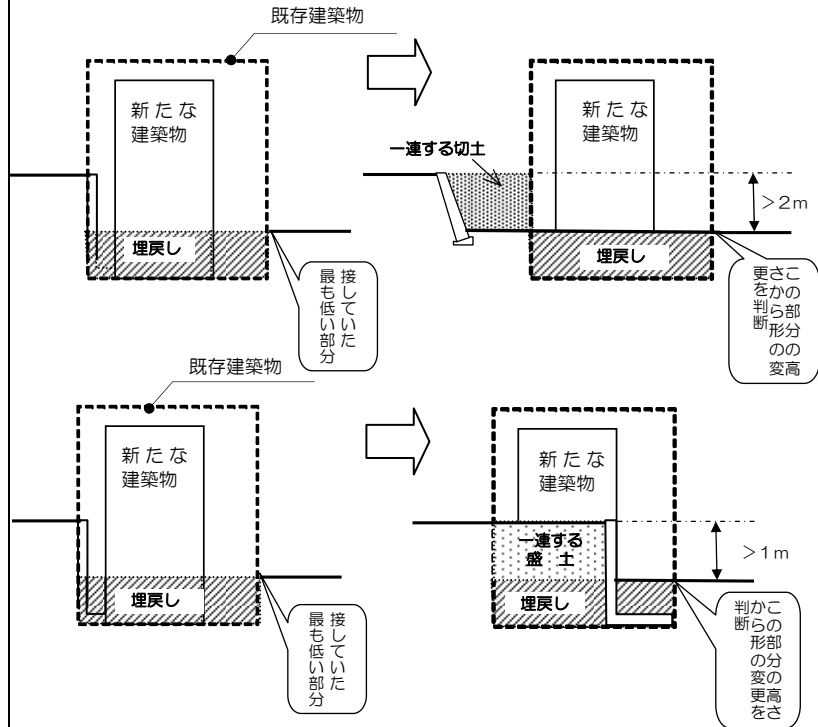 既存建築物
新たな
建築物
埋戻し
接していた
最も低い部分
一連する切土
新たな
建築物
＞2ｍ
埋戻し
この部分の高
さから形の変
更を判断
既存建築物
新たな
建築物
埋戻し
接していた
最も低い部分
新たな
建築物
一連する
盛 土
＞1ｍ
埋戻し
この部分の高さ
から形の変更を
判断